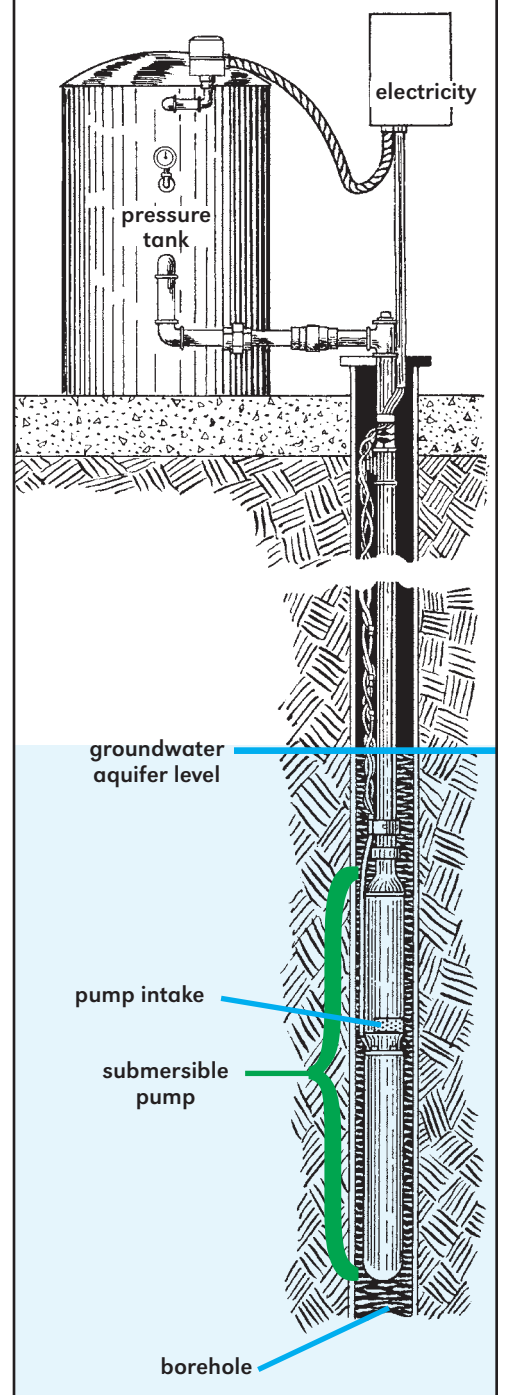 electricity
pressure
tank
groundwater
aquifer level
pump intake
submersible
pump
borehole